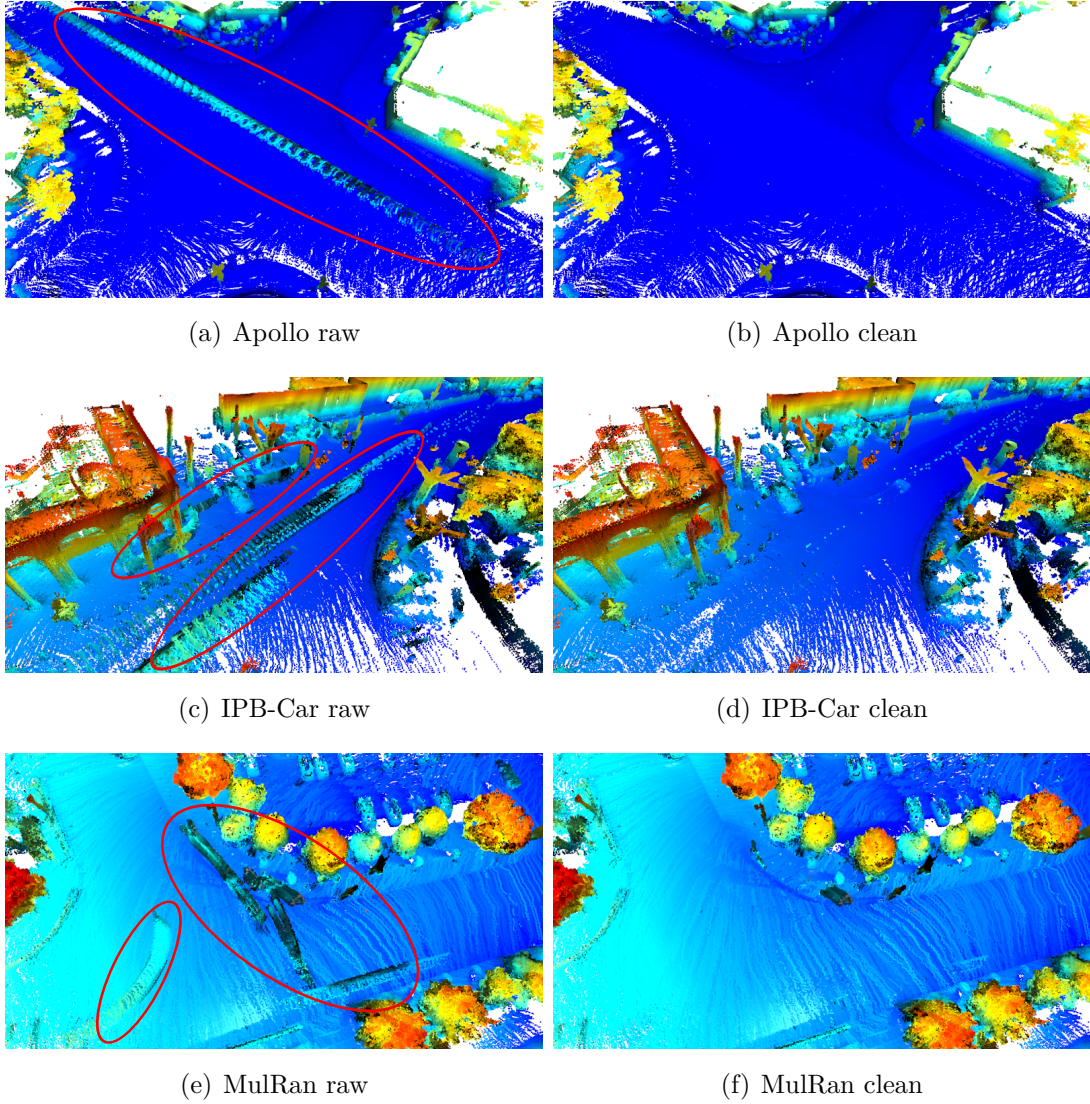 (a) Apollo raw
(b) Apollo clean
(c) IPB-Car raw
(d) IPB-Car clean
(e) MulRan raw
(f) MulRan clean